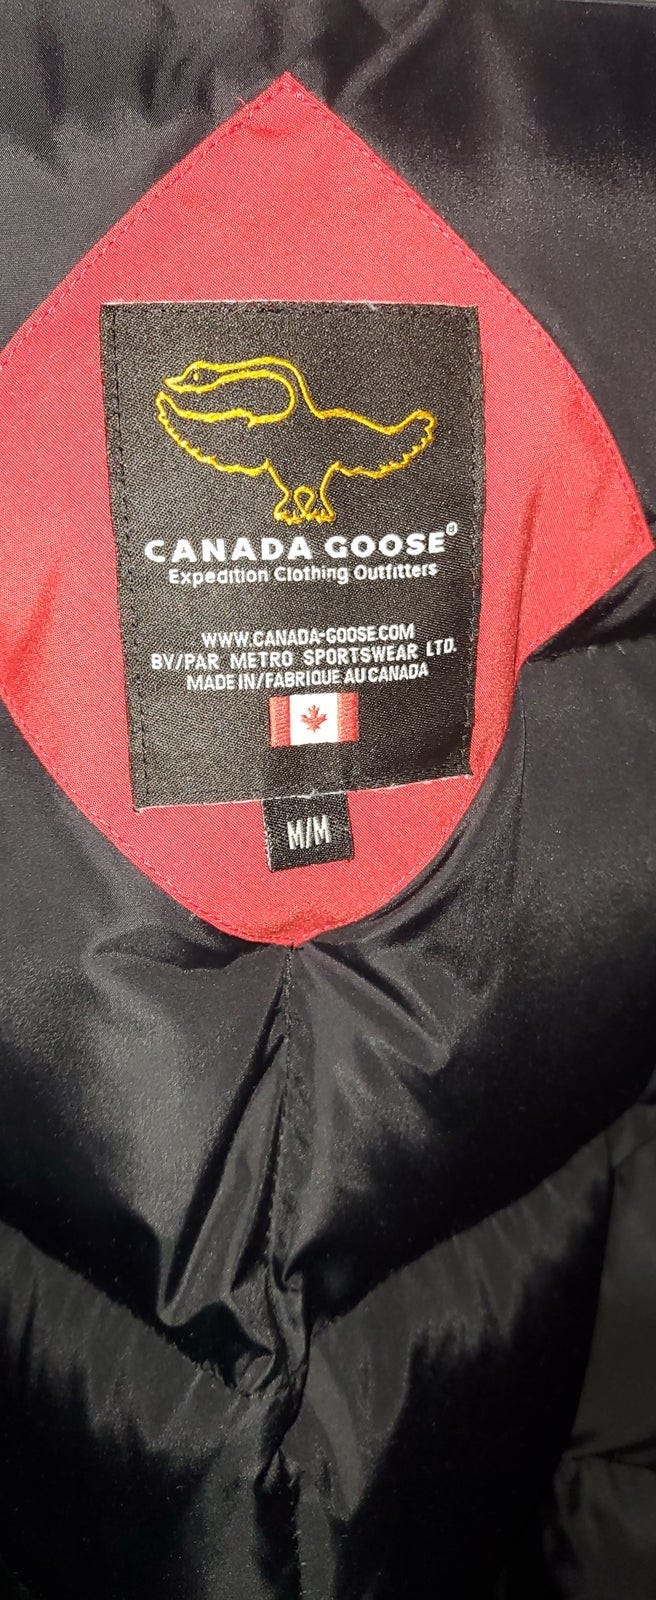 CANADA GOOSE®
Expedition Clothing Outfitters
WWW.CANADA-GOOSE.COM
BY/PAR METRO SPORTSWEAR LTD.
MADE IN/FABRIQUE AU CANADA
M/M